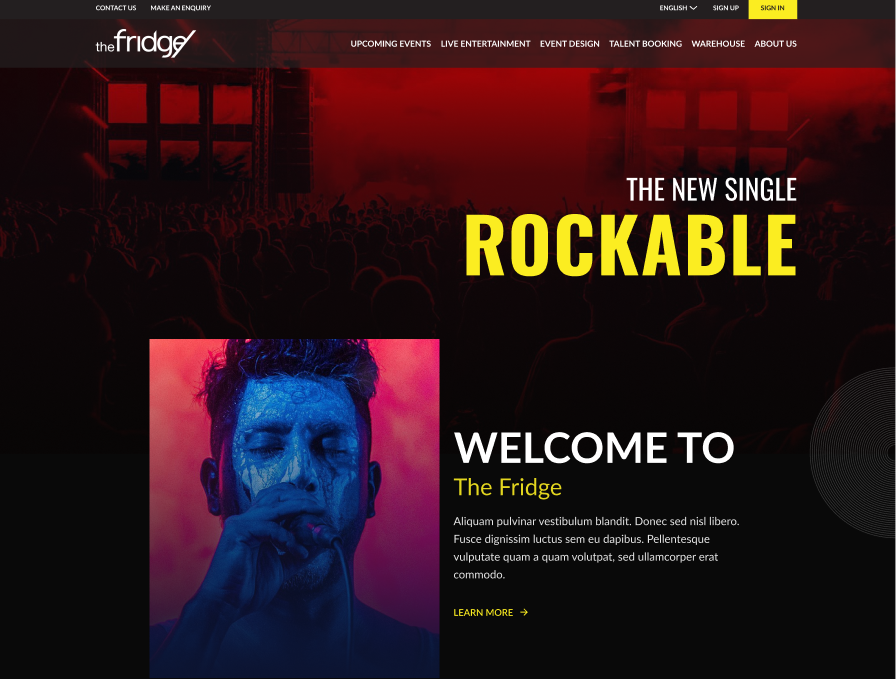 CONTACT US MAKE AN ENQUIRY ENGLISH SIGN UP SIGN IN
thefridge UPCOMING EVENTS LIVE ENTERTAINMENT EVENT DESIGN TALENT BOOKING WAREHOUSE ABOUT US
THE NEW SINGLE
ROCKABLE
WELCOME TO
The Fridge
Aliquam pulvinar vestibulum blandit. Donec sed nisl libero.
Fusce dignissim luctus sem eu dapibus. Pellentesque
vulputate quam a quam volutpat, sed ullamcorper erat
commodo.
LEARN MORE →